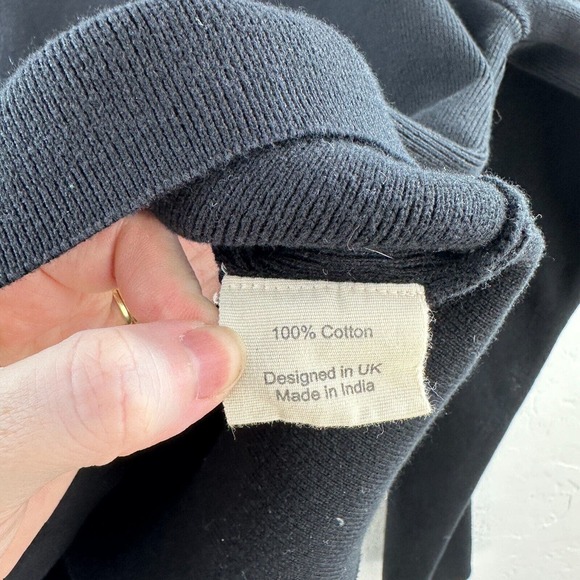 100% Cotton
Designed in UK
Made in India